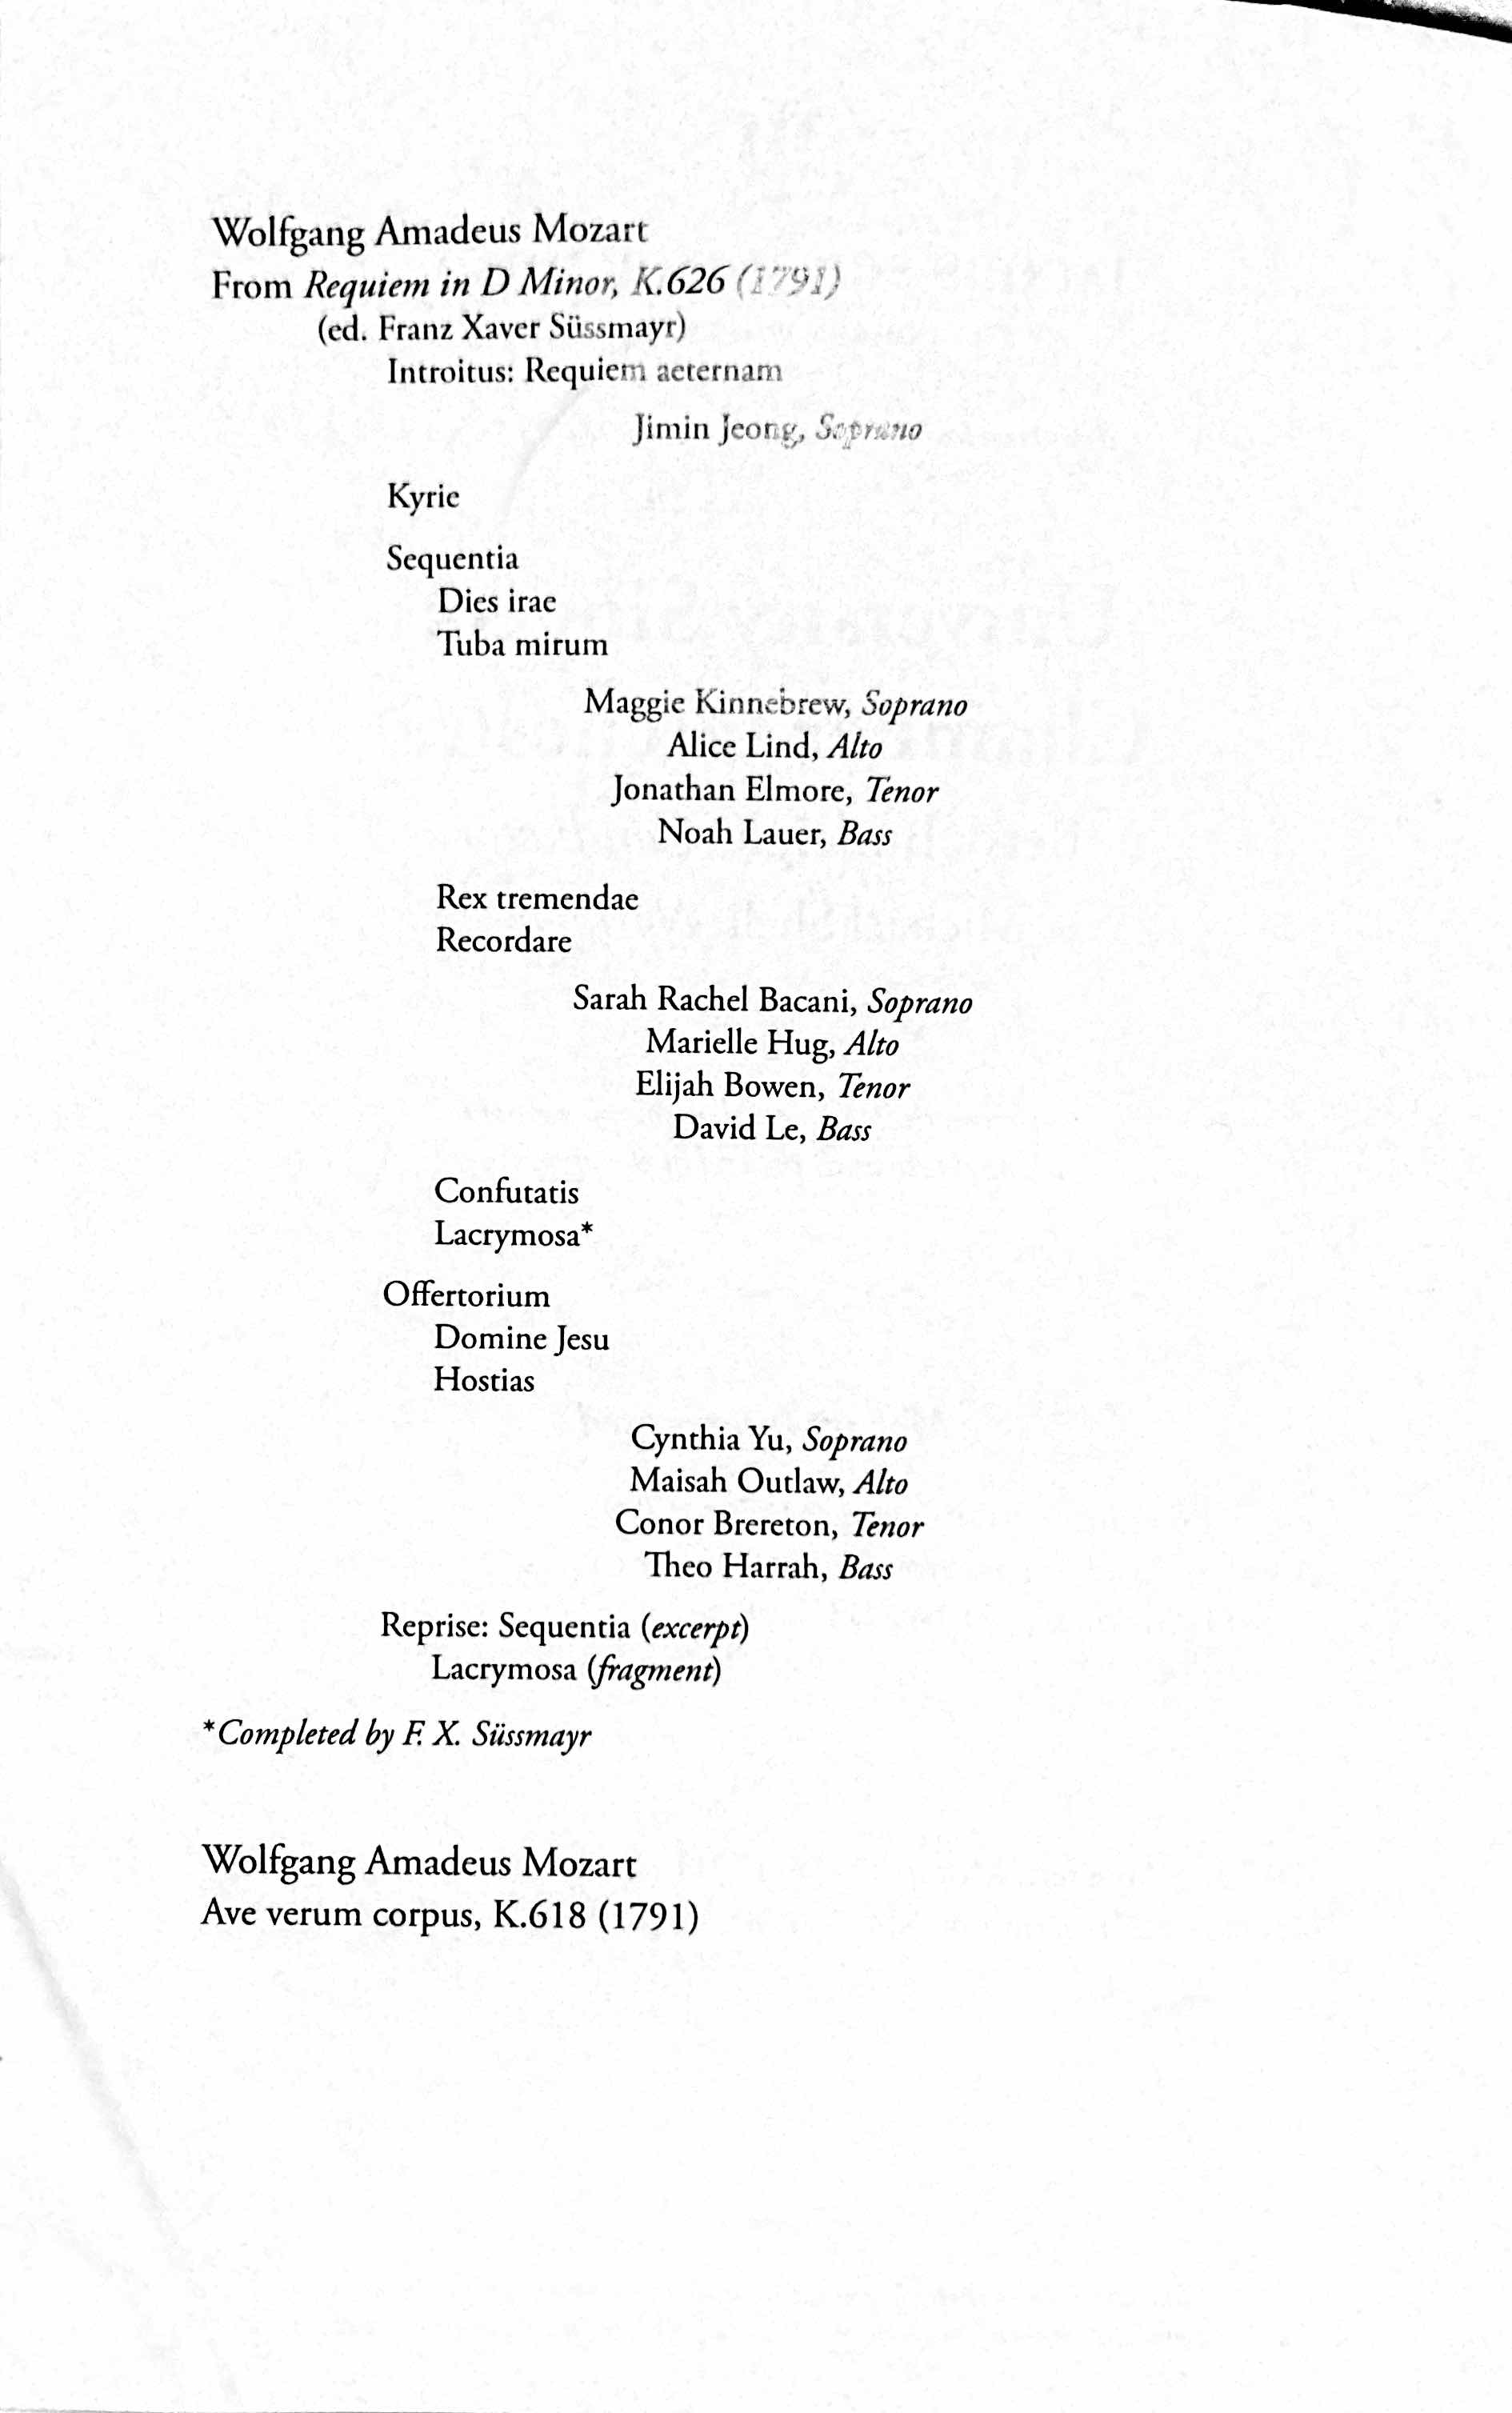 Wolfgang Amadeus Mozart
From Requiem in D Minor, K.626 (1791)
(ed. Franz Xaver Süssmayr)
Introitus: Requiem aeternam
Jimin Jeong, Soprano
Kyrie
Sequentia
Dies irae
Tuba mirum
Maggie Kinnebrew, Soprano
Alice Lind, Alto
Jonathan Elmore, Tenor
Noah Lauer, Bass
Rex tremendae
Recordare
Sarah Rachel Bacani, Soprano
Marielle Hug, Alto
Elijah Bowen, Tenor
David Le, Bass
Confutatis
Lacrymosa*
Offertorium
Domine Jesu
Hostias
Cynthia Yu, Soprano
Maisah Outlaw, Alto
Conor Brereton, Tenor
Theo Harrah, Bass
Reprise: Sequentia (excerpt)
Lacrymosa (fragment)
*Completed by F. X. Süssmayr
Wolfgang Amadeus Mozart
Ave verum corpus, K.618 (1791)